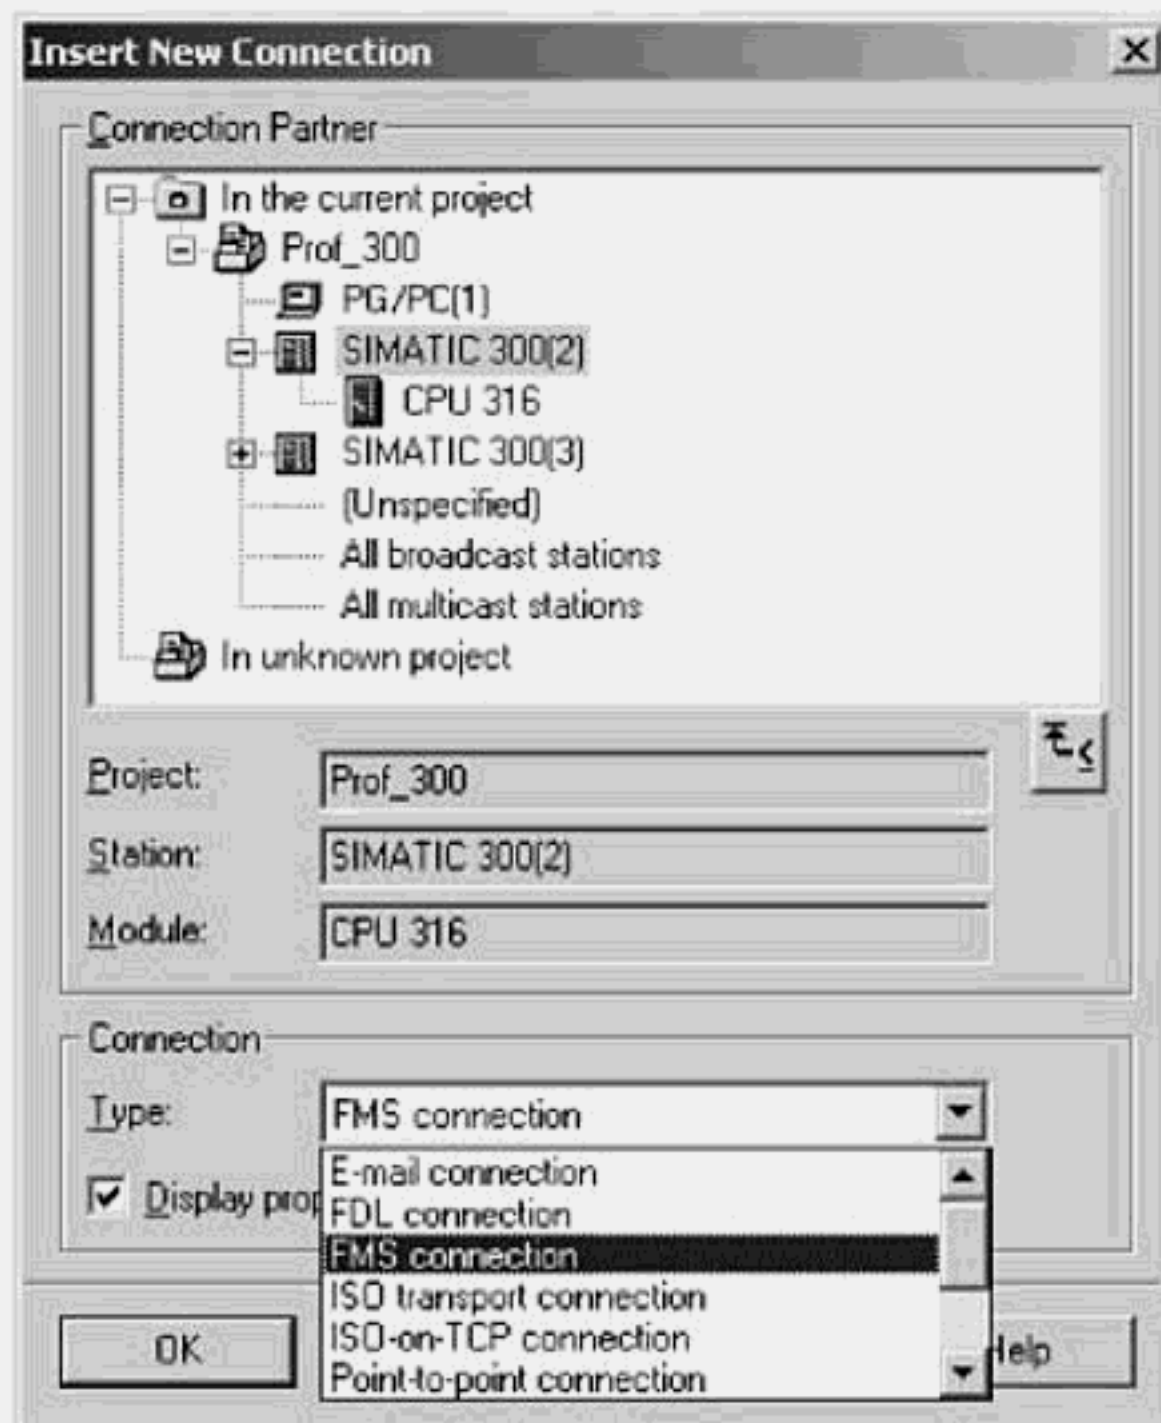 Insert New Connection
Connection Partner
In the current project
Prof_300
PG/PC(1)
SIMATIC 300(2)
CPU 316
SIMATIC 300(3)
(Unspecified)
All broadcast stations
All multicast stations
In unknown project
Project: Prof_300
Station: SIMATIC 300(2)
Module: CPU 316
Connection
Type: FMS connection
E-mail connection
Display prop
FDL connection
FMS connection
ISO transport connection
OK
ISO-on-TCP connection
Help
Point-to-point connection